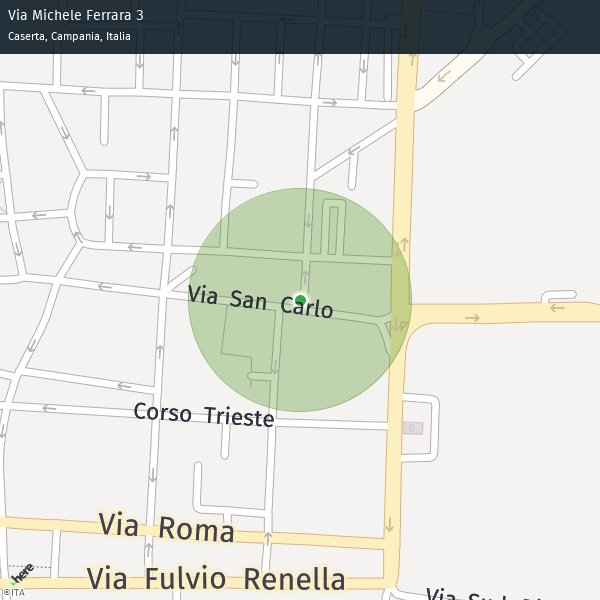 Via Michele Ferrara 3
Caserta, Campania, Italia
Via San Carlo
Corso Trieste
Via Roma
Via Fulvio Renella
here
©ITA
Via